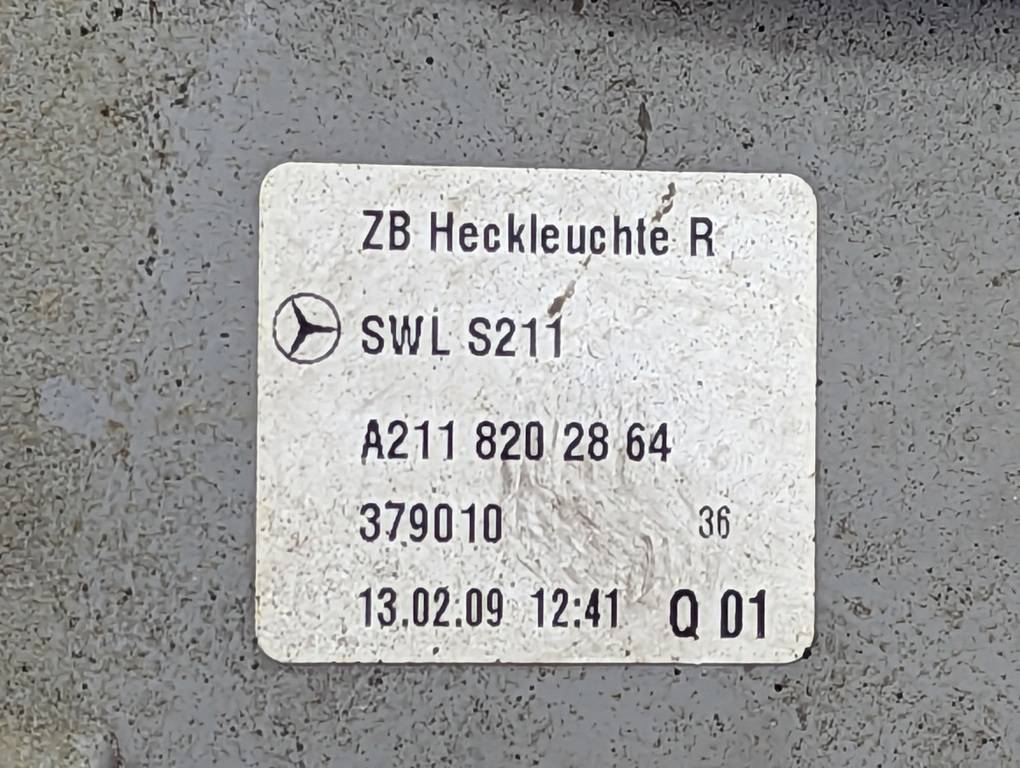 ZB Heckleuchte R
SWL S211
A211 820 28 64
379010 36
13.02.09 12:41 Q 01